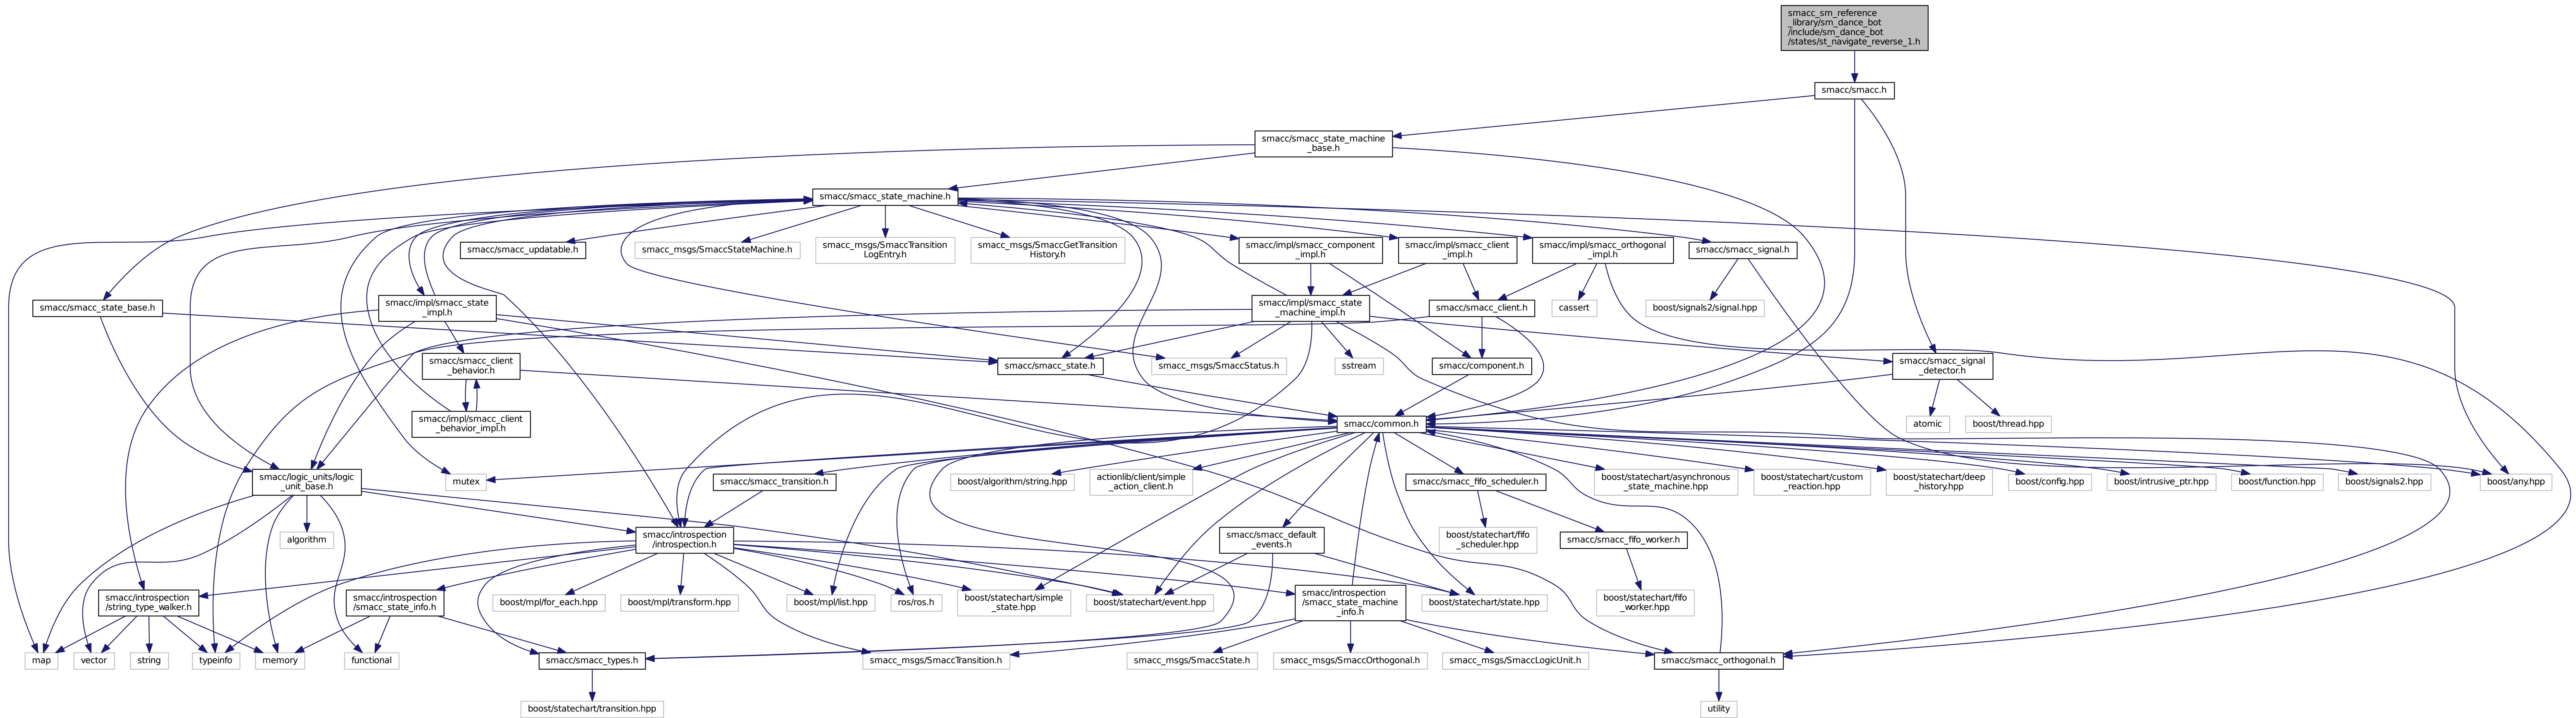 smacc_sm_reference
_library/sm_dance_bot
/include/sm_dance_bot
/states/st_navigate_reverse_1.h
smacc/smacc.h
smacc/smacc_state_machine
_base.h
smacc/smacc_state_machine.h
smacc/smacc_updatable.h
smacc_msgs/SmaccStateMachine.h
smacc_msgs/SmaccTransition
LogEntry.h
smacc_msgs/SmaccGetTransition
History.h
smacc/impl/smacc_component
_impl.h
smacc/impl/smacc_client
_impl.h
smacc/impl/smacc_orthogonal
_impl.h
smacc/smacc_signal.h
smacc/smacc_state_base.h
smacc/impl/smacc_state
_impl.h
smacc/impl/smacc_state
_machine_impl.h
smacc/smacc_client.h
cassert
boost/signals2/signal.hpp
smacc/smacc_client
_behavior.h
smacc/smacc_state.h
smacc_msgs/SmaccStatus.h
sstream
smacc/component.h
smacc/smacc_signal
_detector.h
smacc/impl/smacc_client
_behavior_impl.h
smacc/common.h
atomic
boost/thread.hpp
smacc/logic_units/logic
_unit_base.h
mutex
smacc/smacc_transition.h
boost/algorithm/string.hpp
actionlib/client/simple
_action_client.h
smacc/smacc_fifo_scheduler.h
boost/statechart/asynchronous
_state_machine.hpp
boost/statechart/custom
_reaction.hpp
boost/statechart/deep
_history.hpp
boost/config.hpp
boost/intrusive_ptr.hpp
boost/function.hpp
boost/signals2.hpp
boost/any.hpp
algorithm
smacc/introspection
/introspection.h
smacc/smacc_default
_events.h
boost/statechart/fifo
_scheduler.hpp
smacc/smacc_fifo_worker.h
smacc/introspection
/string_type_walker.h
smacc/introspection
/smacc_state_info.h
boost/mpl/for_each.hpp
boost/mpl/transform.hpp
boost/mpl/list.hpp
ros/ros.h
boost/statechart/simple
_state.hpp
boost/statechart/event.hpp
smacc/introspection
/smacc_state_machine
_info.h
boost/statechart/state.hpp
boost/statechart/fifo
_worker.hpp
map
vector
string
typeinfo
memory
functional
smacc/smacc_types.h
smacc_msgs/SmaccTransition.h
smacc_msgs/SmaccState.h
smacc_msgs/SmaccOrthogonal.h
smacc_msgs/SmaccLogicUnit.h
smacc/smacc_orthogonal.h
boost/statechart/transition.hpp
utility